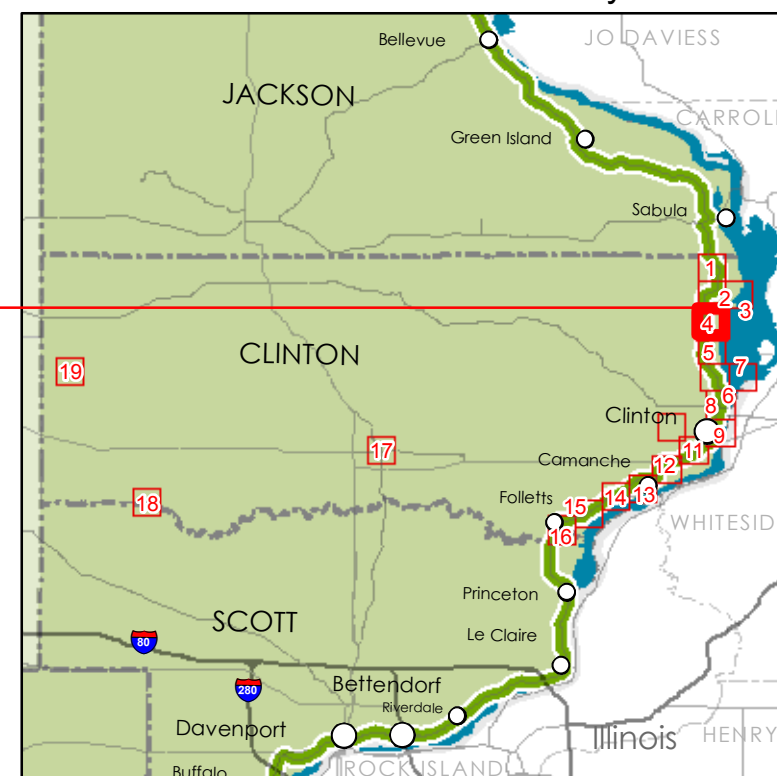 Bellevue
JO DAVIESS
JACKSON
CARROLL
Green Island
Sabula
1
2
3
4
CLINTON
5
19
7
6
8
Clinton
9
17
11
Camanche
12
13
18
Folletts
14
15
WHITESID
16
Princeton
SCOTT
Le Claire
80
Bettendorf
280
Riverdale
Davenport
Illinois
HENRY
Buffalo
ROCK ISLAND